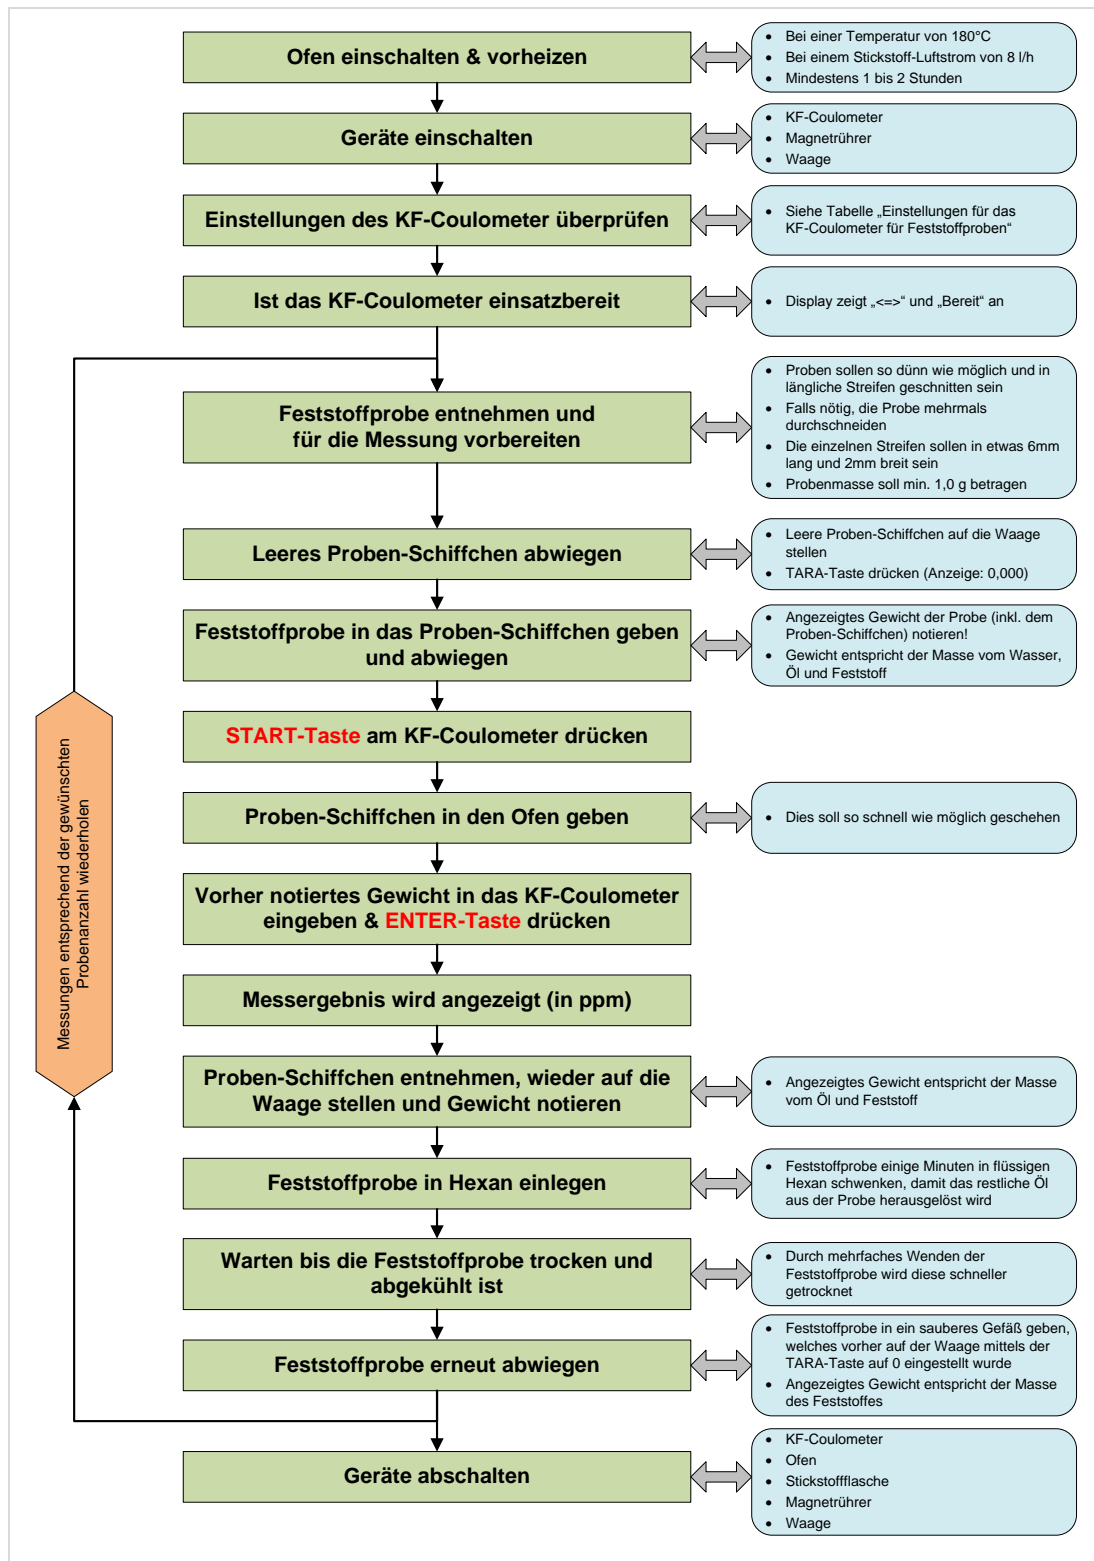 Ofen einschalten & vorheizen
• Bei einer Temperatur von 180°C
• Bei einem Stickstoff-Luftstrom von 8 l/h
• Mindestens 1 bis 2 Stunden
Geräte einschalten
• KF-Coulometer
• Magnetrührer
• Waage
Einstellungen des KF-Coulometer überprüfen
• Siehe Tabelle „Einstellungen für das
KF-Coulometer für Feststoffproben“
Ist das KF-Coulometer einsatzbereit
• Display zeigt „<=>“ und „Bereit“ an
Feststoffprobe entnehmen und
für die Messung vorbereiten
• Proben sollen so dünn wie möglich und in
längliche Streifen geschnitten sein
• Falls nötig, die Probe mehrmals
durchschneiden
• Die einzelnen Streifen sollen in etwas 6mm
lang und 2mm breit sein
• Probenmasse soll min. 1,0 g betragen
Leeres Proben-Schiffchen abwiegen
• Leere Proben-Schiffchen auf die Waage
stellen
• TARA-Taste drücken (Anzeige: 0,000)
Feststoffprobe in das Proben-Schiffchen geben
und abwiegen
• Angezeigtes Gewicht der Probe (inkl. dem
Proben-Schiffchen) notieren!
• Gewicht entspricht der Masse vom Wasser,
Öl und Feststoff
START-Taste am KF-Coulometer drücken
Proben-Schiffchen in den Ofen geben
• Dies soll so schnell wie möglich geschehen
Vorher notiertes Gewicht in das KF-Coulometer
eingeben & ENTER-Taste drücken
Messergebnis wird angezeigt (in ppm)
Proben-Schiffchen entnehmen, wieder auf die
Waage stellen und Gewicht notieren
• Angezeigtes Gewicht entspricht der Masse
vom Öl und Feststoff
Feststoffprobe in Hexan einlegen
• Feststoffprobe einige Minuten in flüssigen
Hexan schwenken, damit das restliche Öl
aus der Probe herausgelöst wird
Warten bis die Feststoffprobe trocken und
abgekühlt ist
• Durch mehrfaches Wenden der
Feststoffprobe wird diese schneller
getrocknet
Feststoffprobe erneut abwiegen
• Feststoffprobe in ein sauberes Gefäß geben,
welches vorher auf der Waage mittels der
TARA-Taste auf 0 eingestellt wurde
• Angezeigtes Gewicht entspricht der Masse
des Feststoffes
Geräte abschalten
• KF-Coulometer
• Ofen
• Stickstoffflasche
• Magnetrührer
• Waage
Messungen entsprechend der gewünschten
Probenanzahl wiederholen